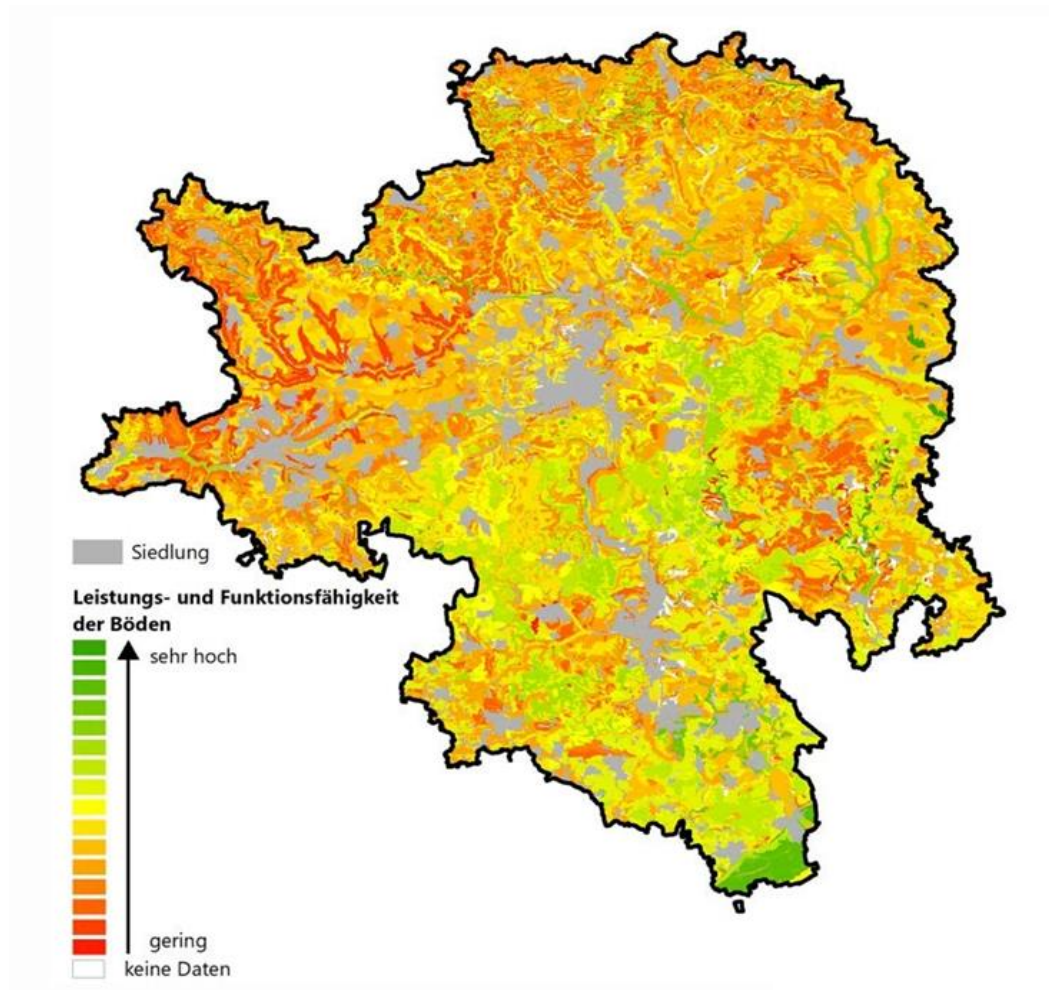 Siedlung
Leistungs- und Funktionsfähigkeit
der Böden
sehr hoch
gering
keine Daten